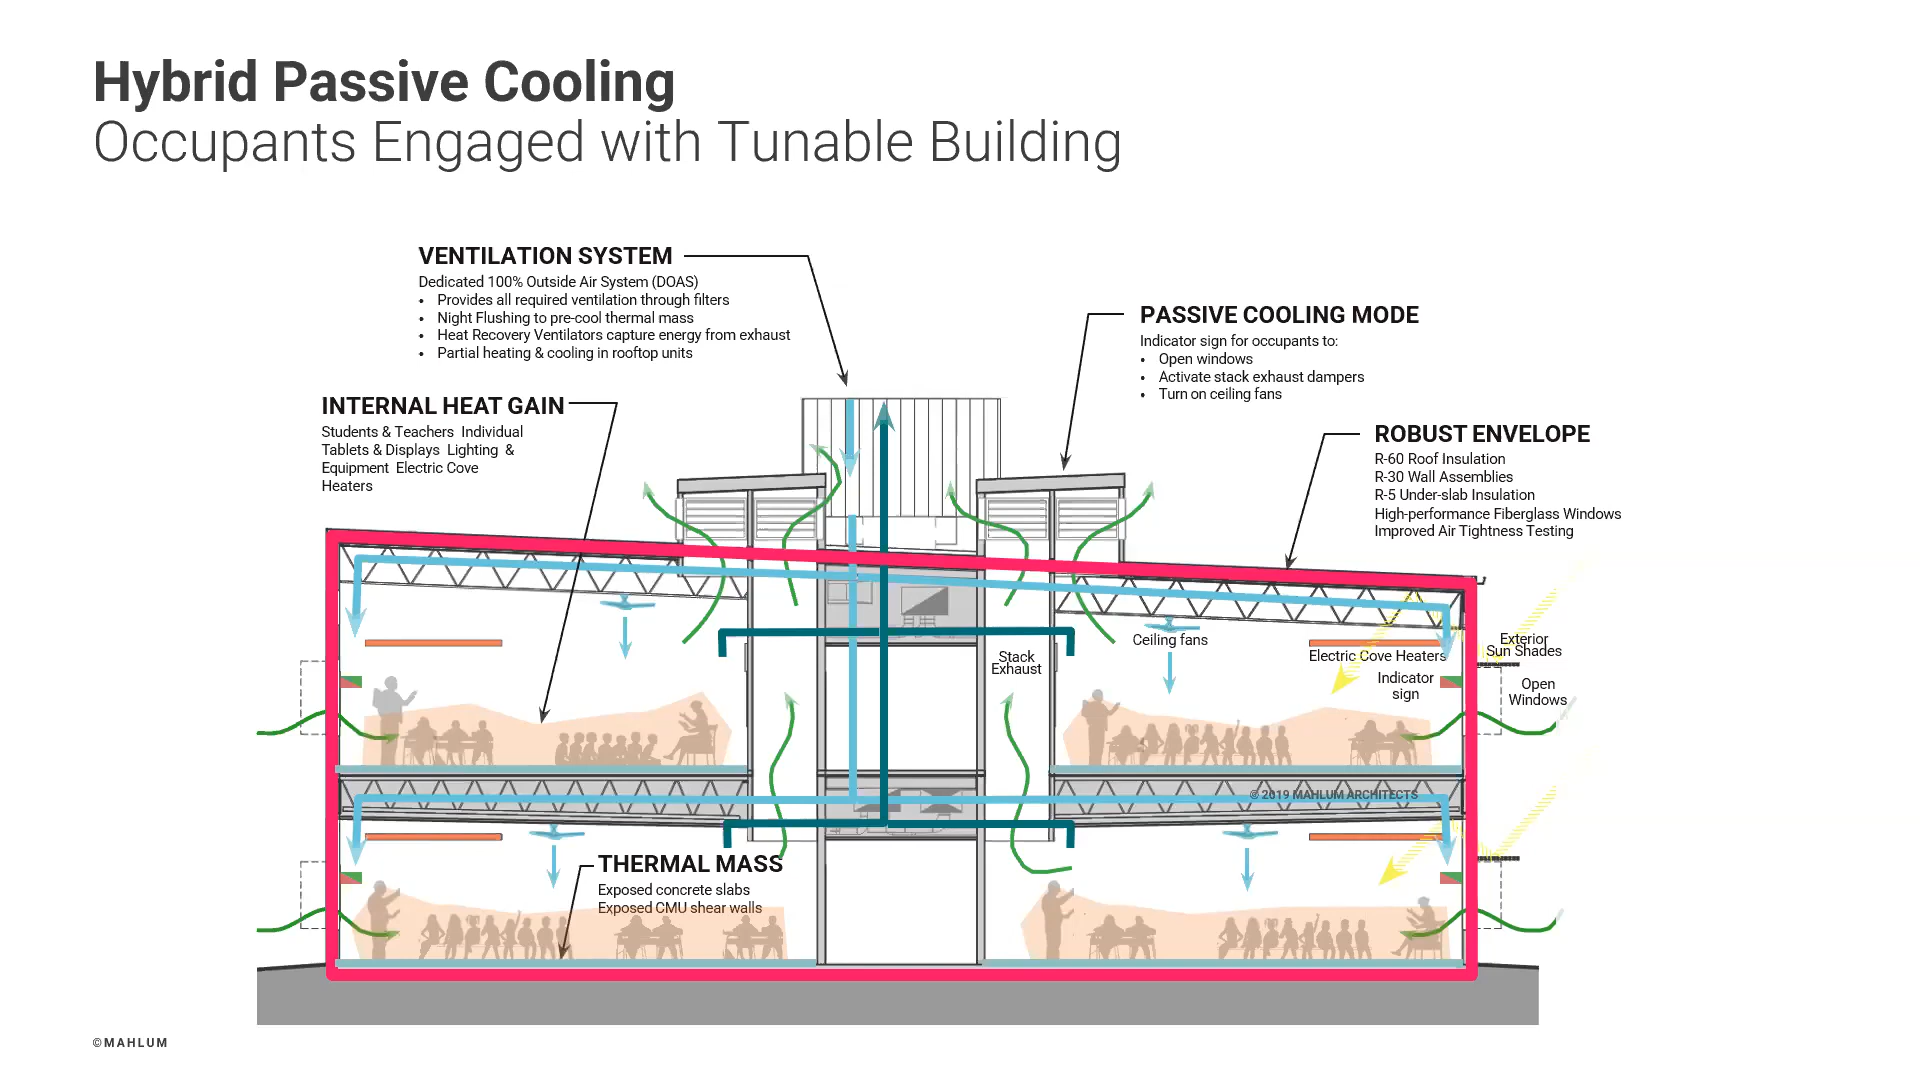 Hybrid Passive Cooling
Occupants Engaged with Tunable Building
VENTILATION SYSTEM
Dedicated 100% Outside Air System (DOAS)
• Provides all required ventilation through filters
• Night Flushing to pre-cool thermal mass
• Heat Recovery Ventilators capture energy from exhaust
• Partial heating & cooling in rooftop units
PASSIVE COOLING MODE
Indicator sign for occupants to:
• Open windows
• Activate stack exhaust dampers
• Turn on ceiling fans
INTERNAL HEAT GAIN
Students & Teachers Individual
Tablets & Displays Lighting &
Equipment Electric Cove
Heaters
ROBUST ENVELOPE
R-60 Roof Insulation
R-30 Wall Assemblies
R-5 Under-slab Insulation
High-performance Fiberglass Windows
Improved Air Tightness Testing
Ceiling fans
Stack
Exhaust
Electric Cove Heaters
Exterior
Sun Shades
Indicator
sign
Open
Windows
© 2019 MAHLUM ARCHITECTS
THERMAL MASS
Exposed concrete slabs
Exposed CMU shear walls
©MAHLUM